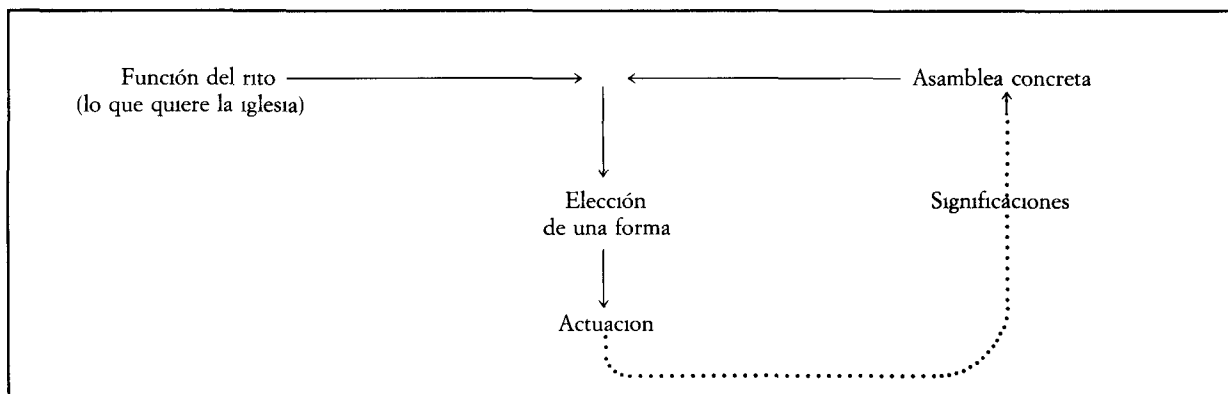 Función del rito
(lo que quiere la iglesia)
Asamblea concreta
Elección
de una forma
Significaciones
Actuacion